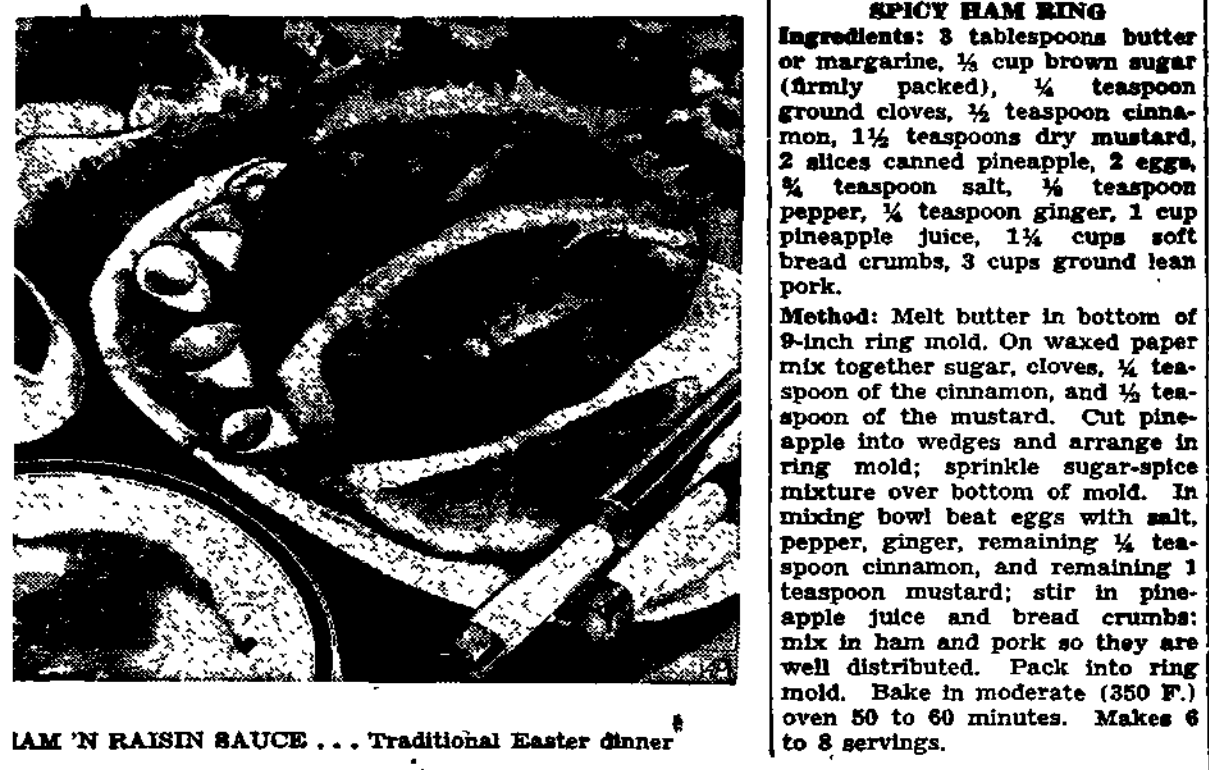 IAM 'N RAISIN SAUCE ... Traditional Easter dinner
SPICY HAM RING
Ingredients: 3 tablespoons butter
or margarine, ⅓ cup brown sugar
(firmly packed), ¼ teaspoon
ground cloves, ½ teaspoon cinna-
mon, 1½ teaspoons dry mustard,
2 slices canned pineapple, 2 eggs,
¾ teaspoon salt, ⅛ teaspoon
pepper, ¼ teaspoon ginger, 1 cup
pineapple juice, 1¼ cups soft
bread crumbs, 3 cups ground lean
pork.
Method: Melt butter in bottom of
9-inch ring mold. On waxed paper
mix together sugar, cloves, ¼ tea-
spoon of the cinnamon, and ½ tea-
spoon of the mustard. Cut pine-
apple into wedges and arrange in
ring mold; sprinkle sugar-spice
mixture over bottom of mold. In
mixing bowl beat eggs with salt,
pepper, ginger, remaining ¼ tea-
spoon cinnamon, and remaining 1
teaspoon mustard; stir in pine-
apple juice and bread crumbs;
mix in ham and pork so they are
well distributed. Pack into ring
mold. Bake in moderate (350 F.)
oven 50 to 60 minutes. Makes 6
to 8 servings.